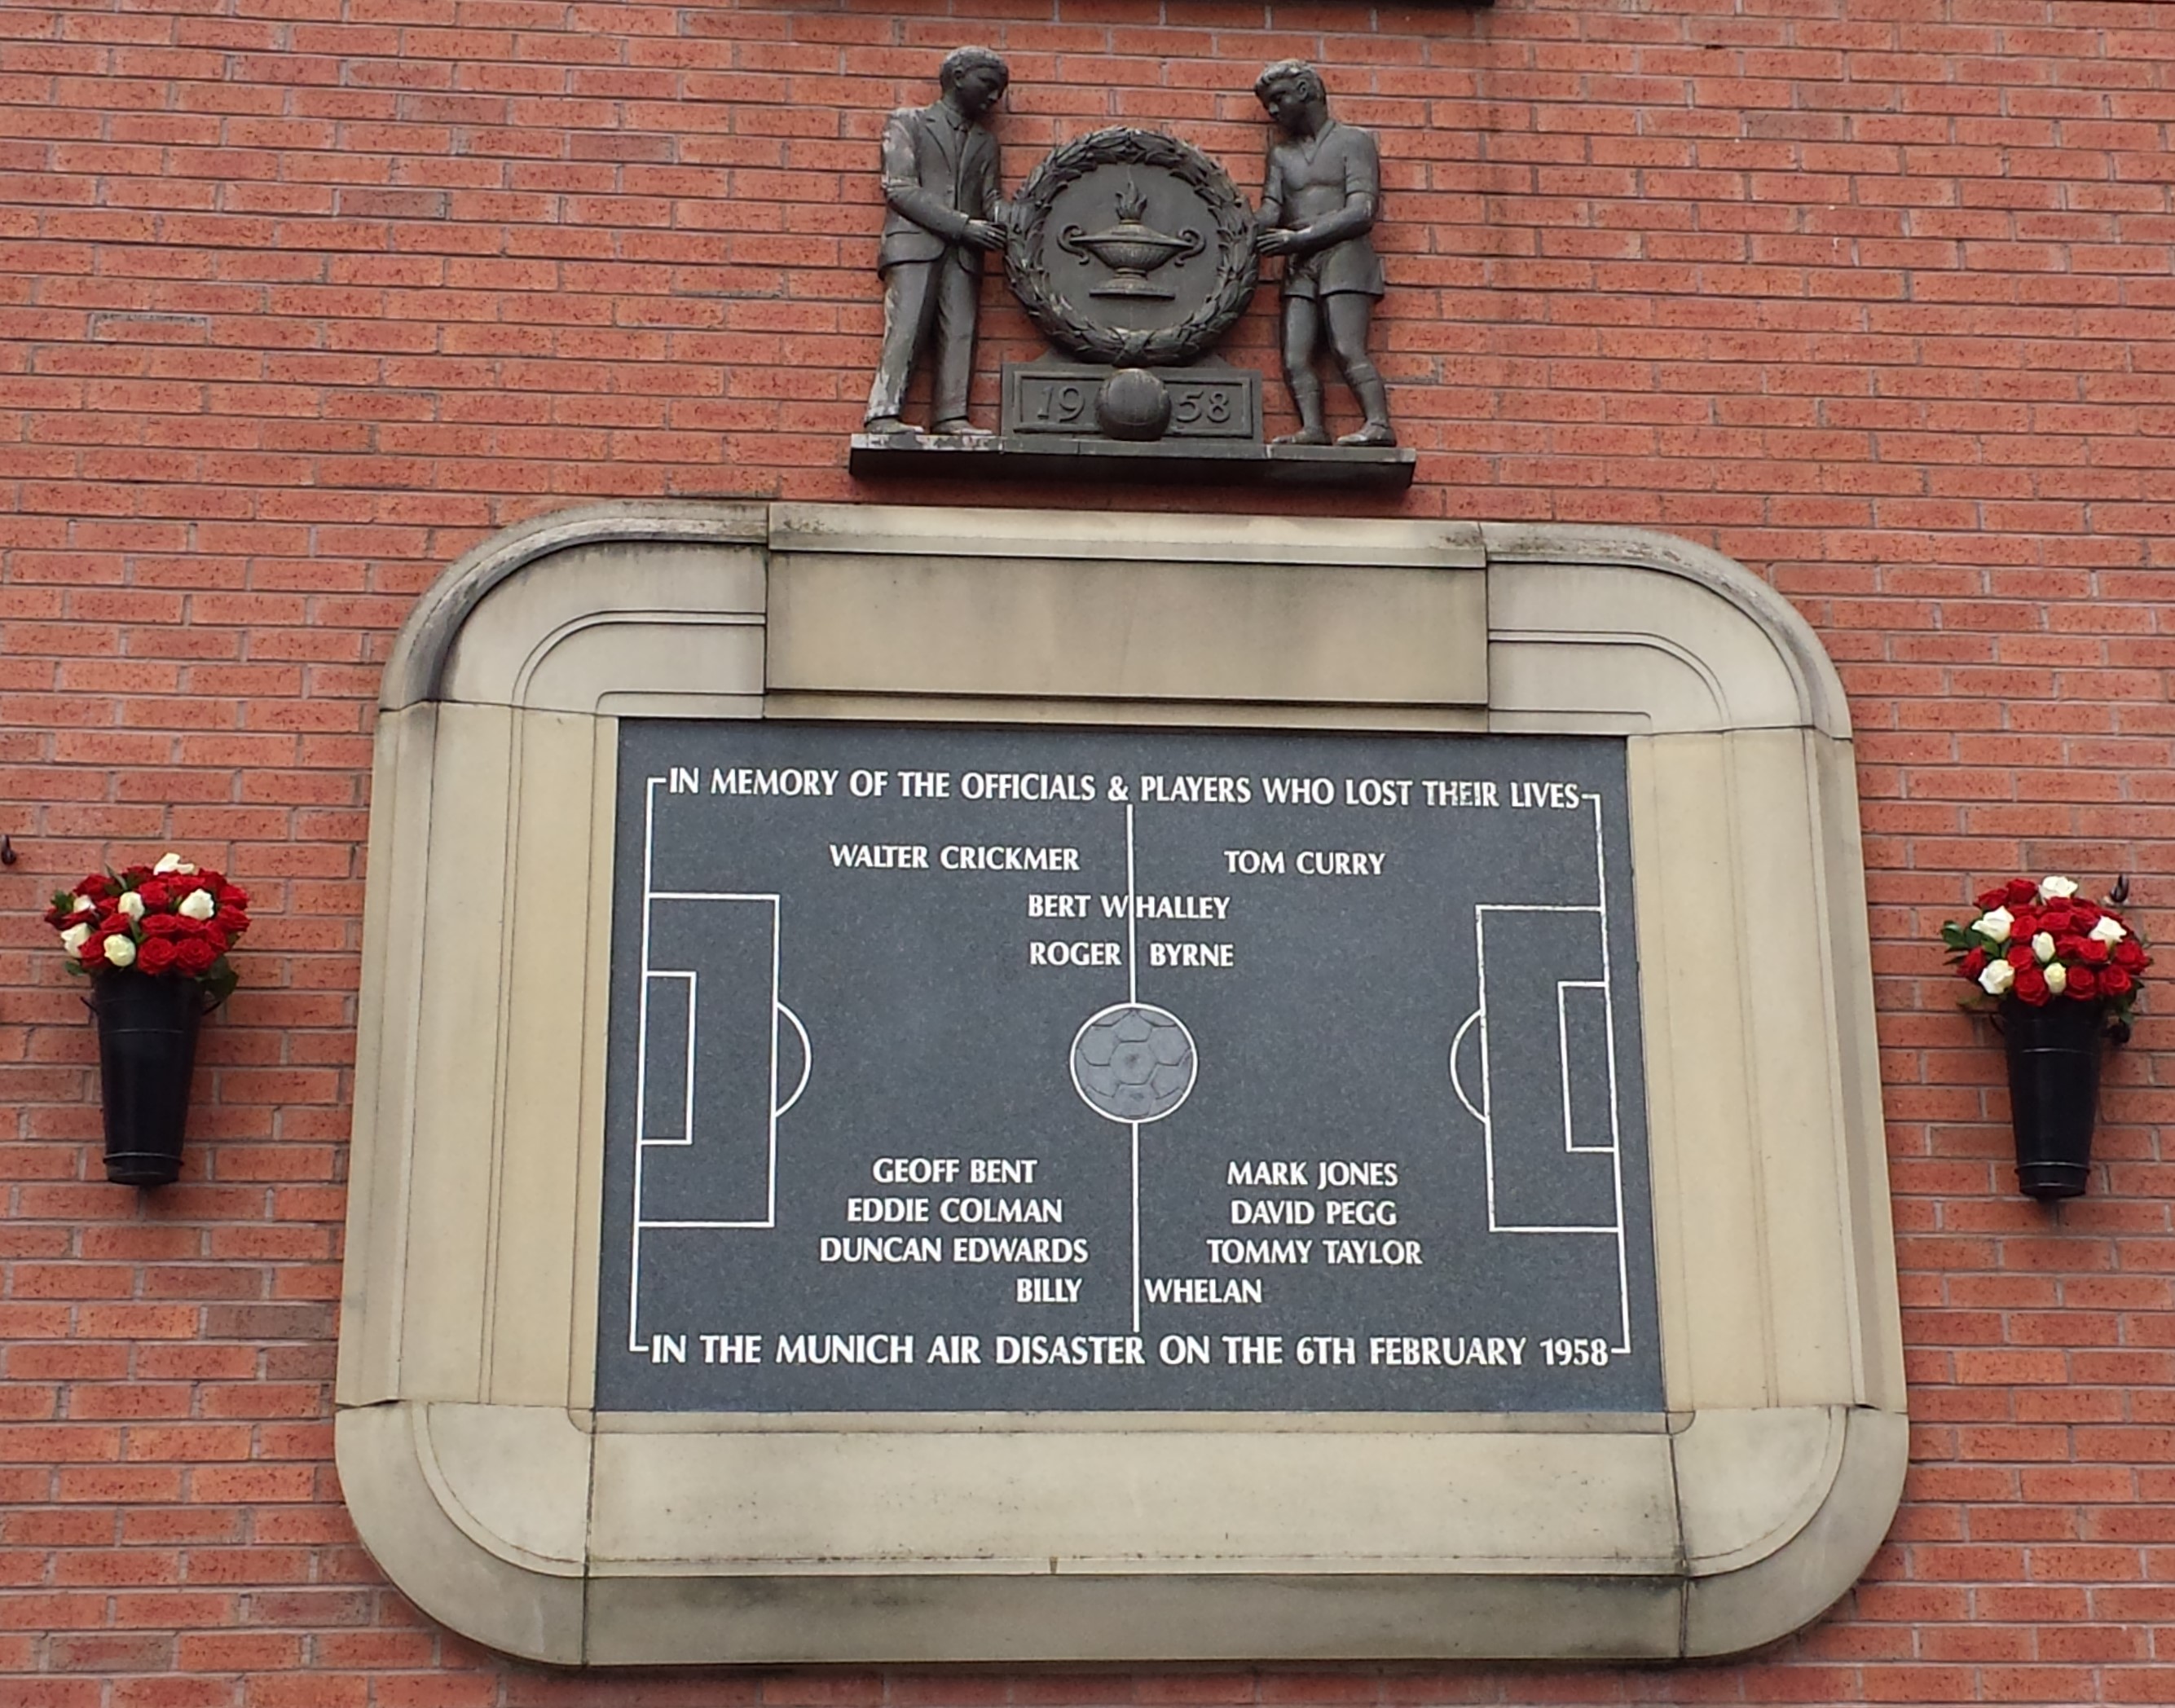 19 58
IN MEMORY OF THE OFFICIALS & PLAYERS WHO LOST THEIR LIVES
WALTER CRICKMER TOM CURRY
BERT WHALLEY
ROGER BYRNE
GEOFF BENT MARK JONES
EDDIE COLMAN DAVID PEGG
DUNCAN EDWARDS TOMMY TAYLOR
BILLY WHELAN
IN THE MUNICH AIR DISASTER ON THE 6TH FEBRUARY 1958